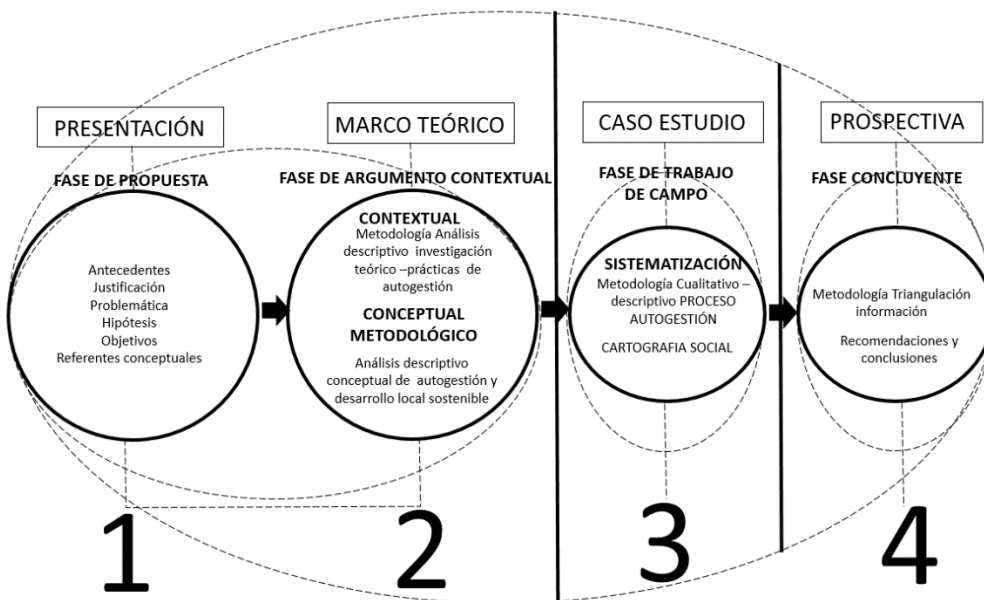 PRESENTACIÓN
FASE DE PROPUESTA
Antecedentes
Justificación
Problemática
Hipótesis
Objetivos
Referentes conceptuales
1
MARCO TEÓRICO
FASE DE ARGUMENTO CONTEXTUAL
CONTEXTUAL
Metodología Análisis
descriptivo investigación
teórico –prácticas de
autogestión
CONCEPTUAL
METODOLÓGICO
Análisis descriptivo
conceptual de autogestión y
desarrollo local sostenible
2
CASO ESTUDIO
FASE DE TRABAJO
DE CAMPO
SISTEMATIZACIÓN
Metodología Cualitativo –
descriptivo PROCESO
AUTOGESTIÓN
CARTOGRAFIA SOCIAL
3
PROSPECTIVA
FASE CONCLUYENTE
Metodología Triangulación
información
Recomendaciones y
conclusiones
4